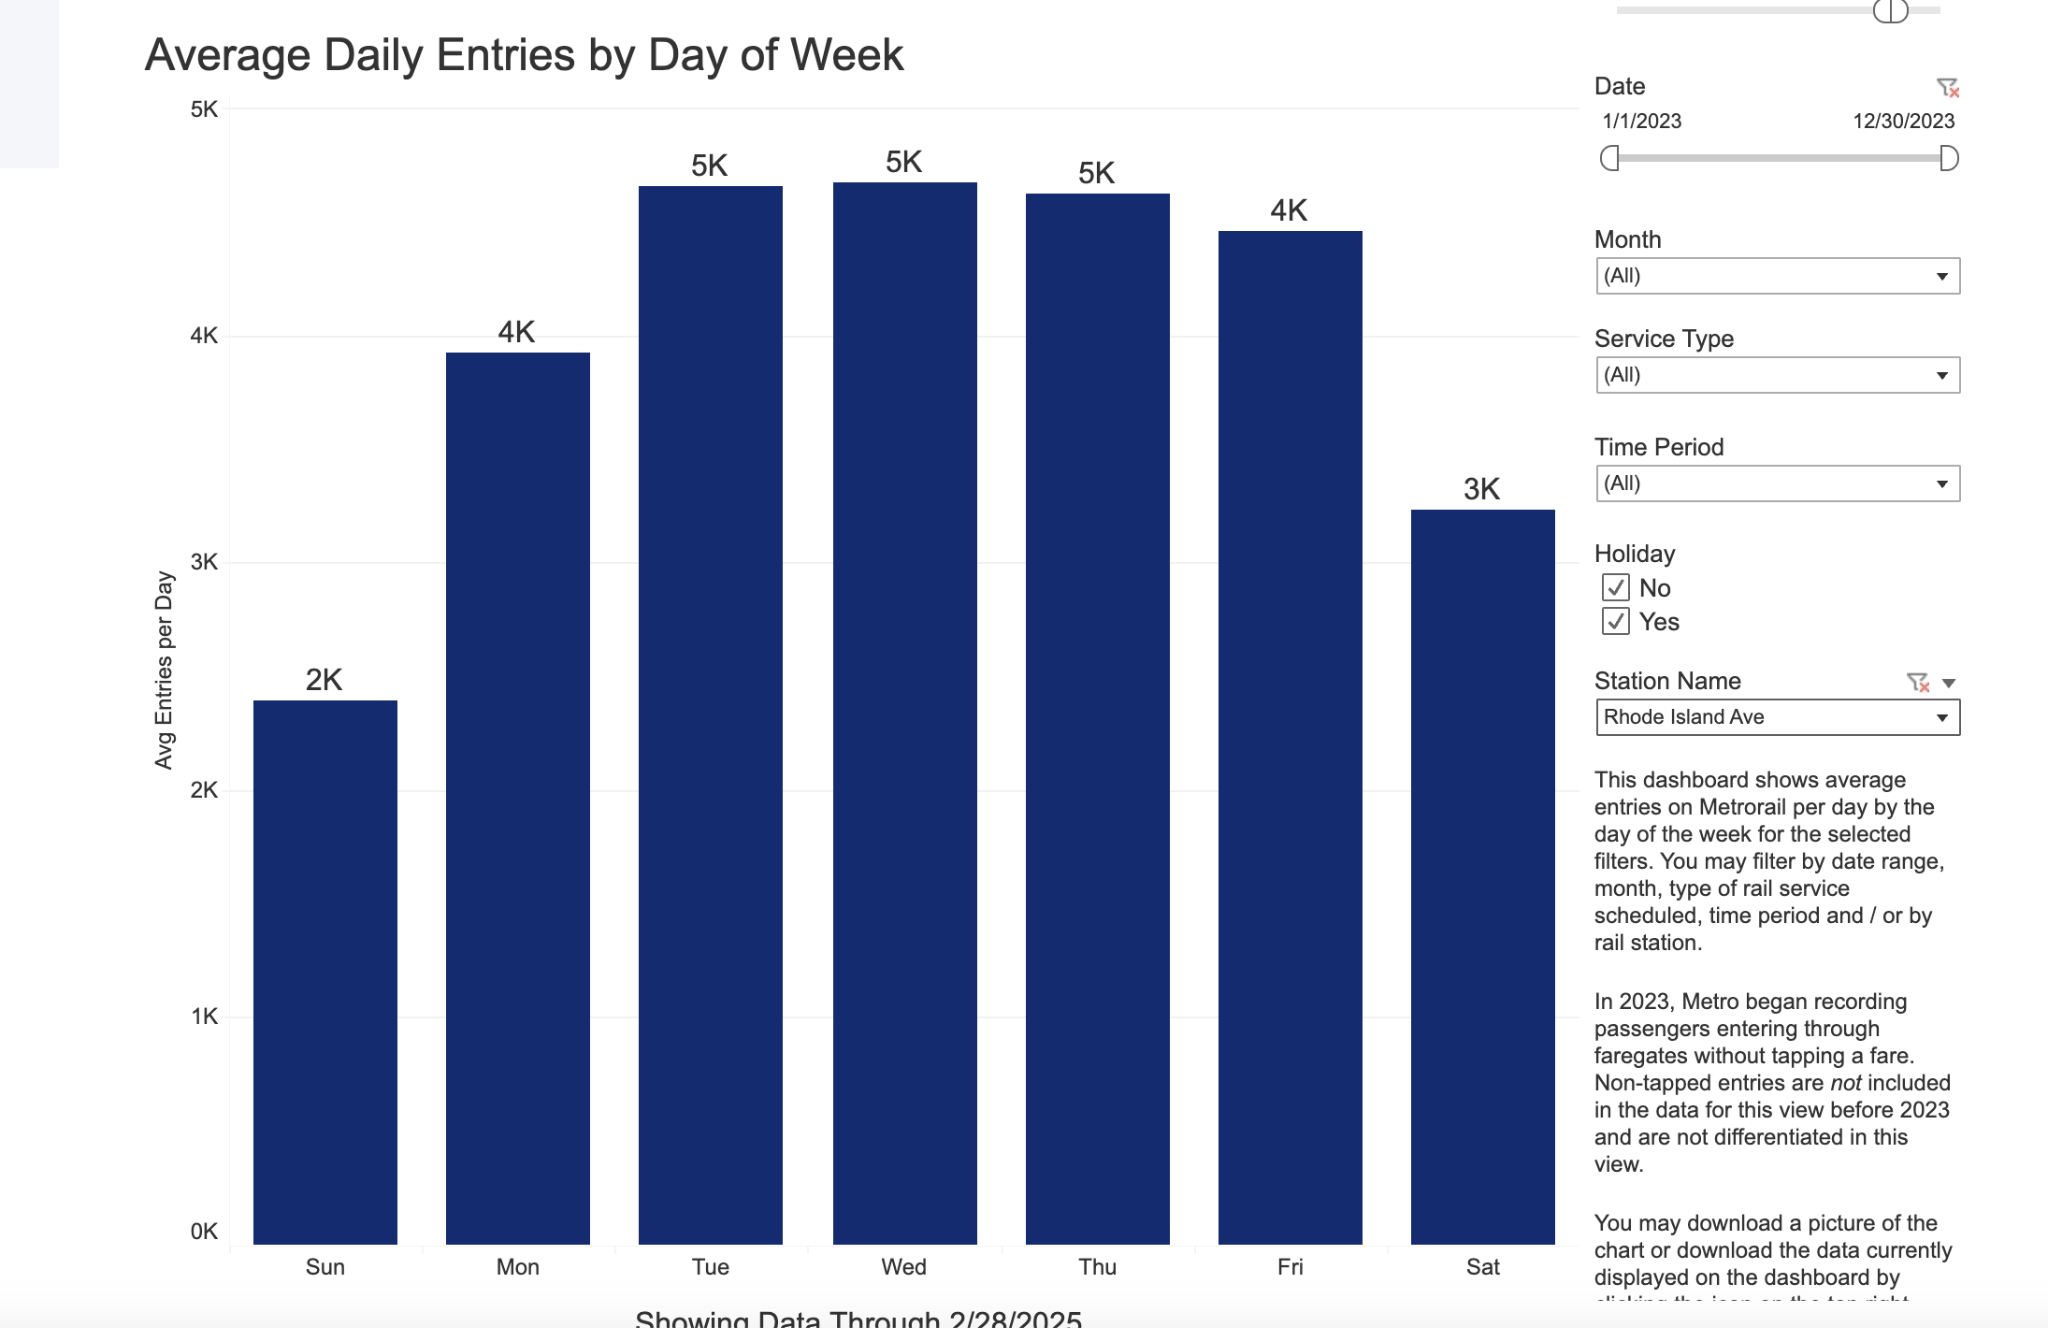 Average Daily Entries by Day of Week
5K
4K
3K
2K
1K
0K
Avg Entries per Day
2K
4K
5K
5K
5K
4K
3K
Sun
Mon
Tue
Wed
Thu
Fri
Sat
Showing Data Through 2/28/2025
Date
1/1/2023
12/30/2023
Month
(All)
Service Type
(All)
Time Period
(All)
Holiday
No
Yes
Station Name
Rhode Island Ave
This dashboard shows average
entries on Metrorail per day by the
day of the week for the selected
filters. You may filter by date range,
month, type of rail service
scheduled, time period and / or by
rail station.
In 2023, Metro began recording
passengers entering through
faregates without tapping a fare.
Non-tapped entries are not included
in the data for this view before 2023
and are not differentiated in this
view.
You may download a picture of the
chart or download the data currently
displayed on the dashboard by